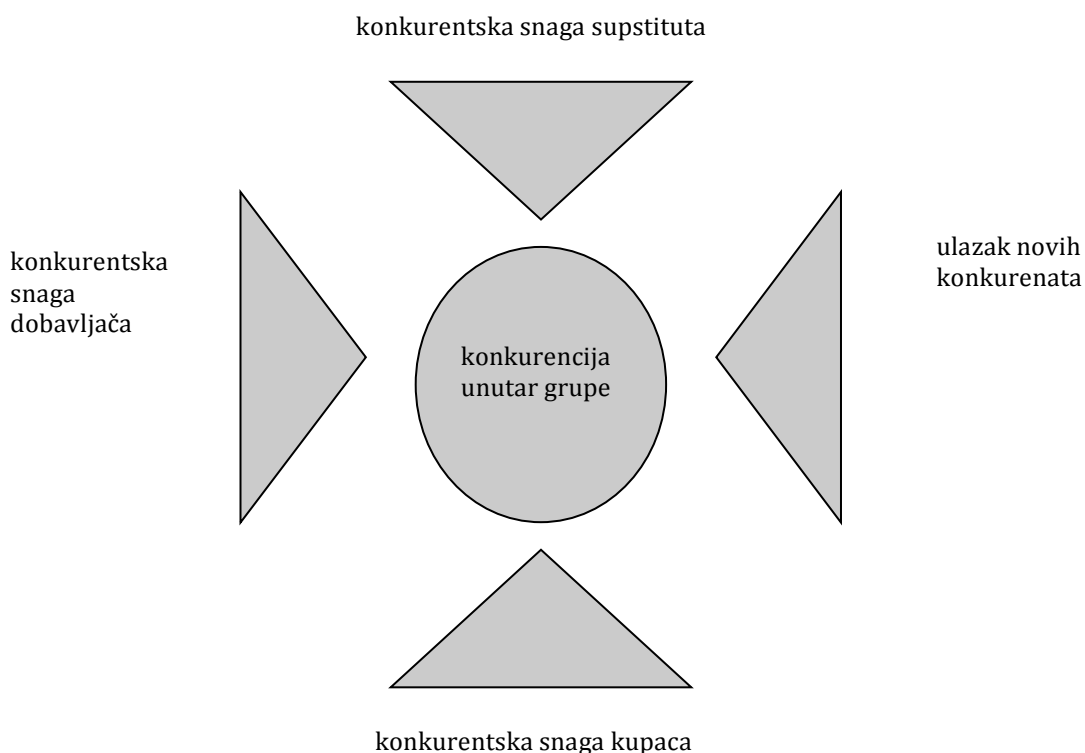 konkurentska snaga supstituta
konkurentska
snaga
dobavljača
ulazak novih
konkurenata
konkurencija
unutar grupe
konkurentska snaga kupaca